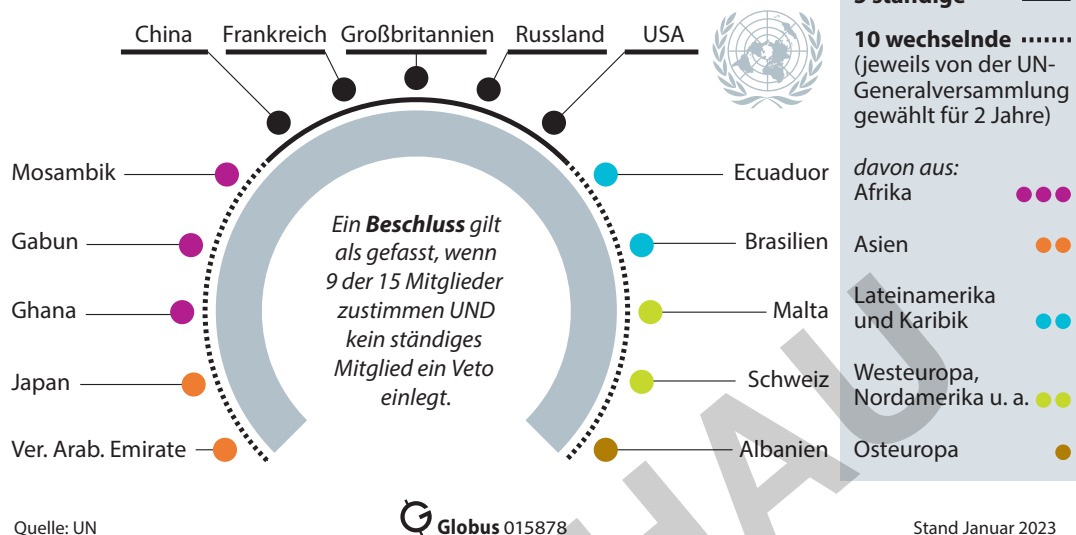 5 ständige
China Frankreich Großbritannien Russland USA
10 wechselnde
(jeweils von der UN-
Generalversammlung
gewählt für 2 Jahre)
davon aus:
Afrika
Asien
Lateinamerika
und Karibik
Westeuropa,
Nordamerika u. a.
Osteuropa
Mosambik
Gabun
Ghana
Japan
Ver. Arab. Emirate
Ein Beschluss gilt
als gefasst, wenn
9 der 15 Mitglieder
zustimmen UND
kein ständiges
Mitglied ein Veto
einlegt.
Ecuaduor
Brasilien
Malta
Schweiz
Albanien
Quelle: UN
Globus 015878
Stand Januar 2023
HAU